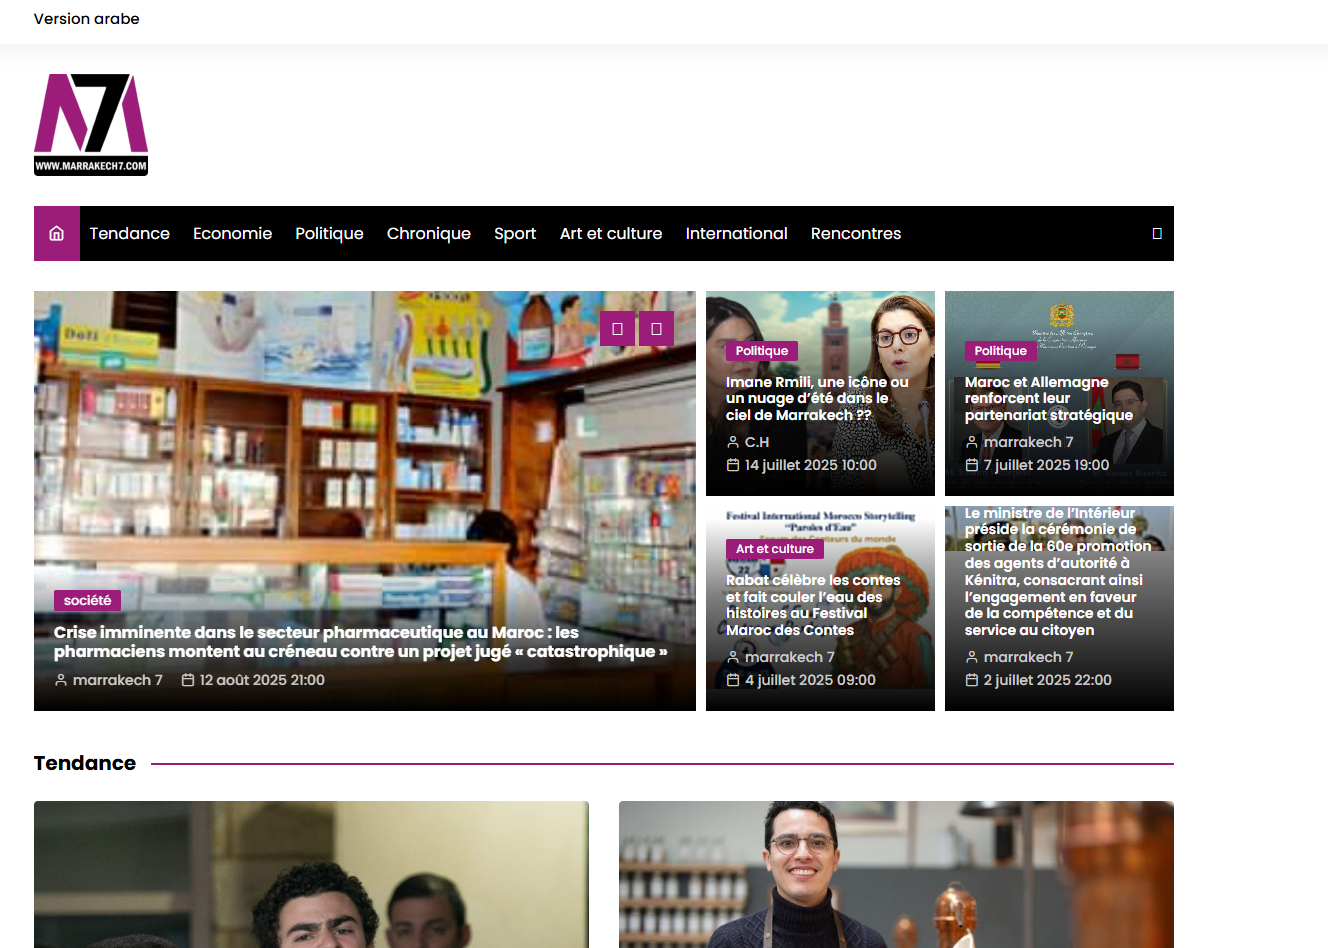 Version arabe
M7
WWW.MARRAKECH7.COM
Tendance Economie Politique Chronique Sport Art et culture International Rencontres
société
Crise imminente dans le secteur pharmaceutique au Maroc : les
pharmaciens montent au créneau contre un projet jugé « catastrophique »
marrakech 7 12 août 2025 21:00
Politique
Imane Rmili, une icône ou
un nuage d’été dans le
ciel de Marrakech ??
C.H
14 juillet 2025 10:00
Politique
Maroc et Allemagne
renforcent leur
partenariat stratégique
marrakech 7
7 juillet 2025 19:00
Festival International Morocco Storytelling
“Paroles d’Eau”
Forum des Conteurs du monde
22
Art et culture
Rabat célèbre les contes
et fait couler l’eau des
histoires au Festival
Maroc des Contes
marrakech 7
4 juillet 2025 09:00
Le ministre de l’Intérieur
préside la cérémonie de
sortie de la 60e promotion
des agents d’autorité à
Kénitra, consacrant ainsi
l’engagement en faveur
de la compétence et du
service au citoyen
marrakech 7
2 juillet 2025 22:00
Tendance